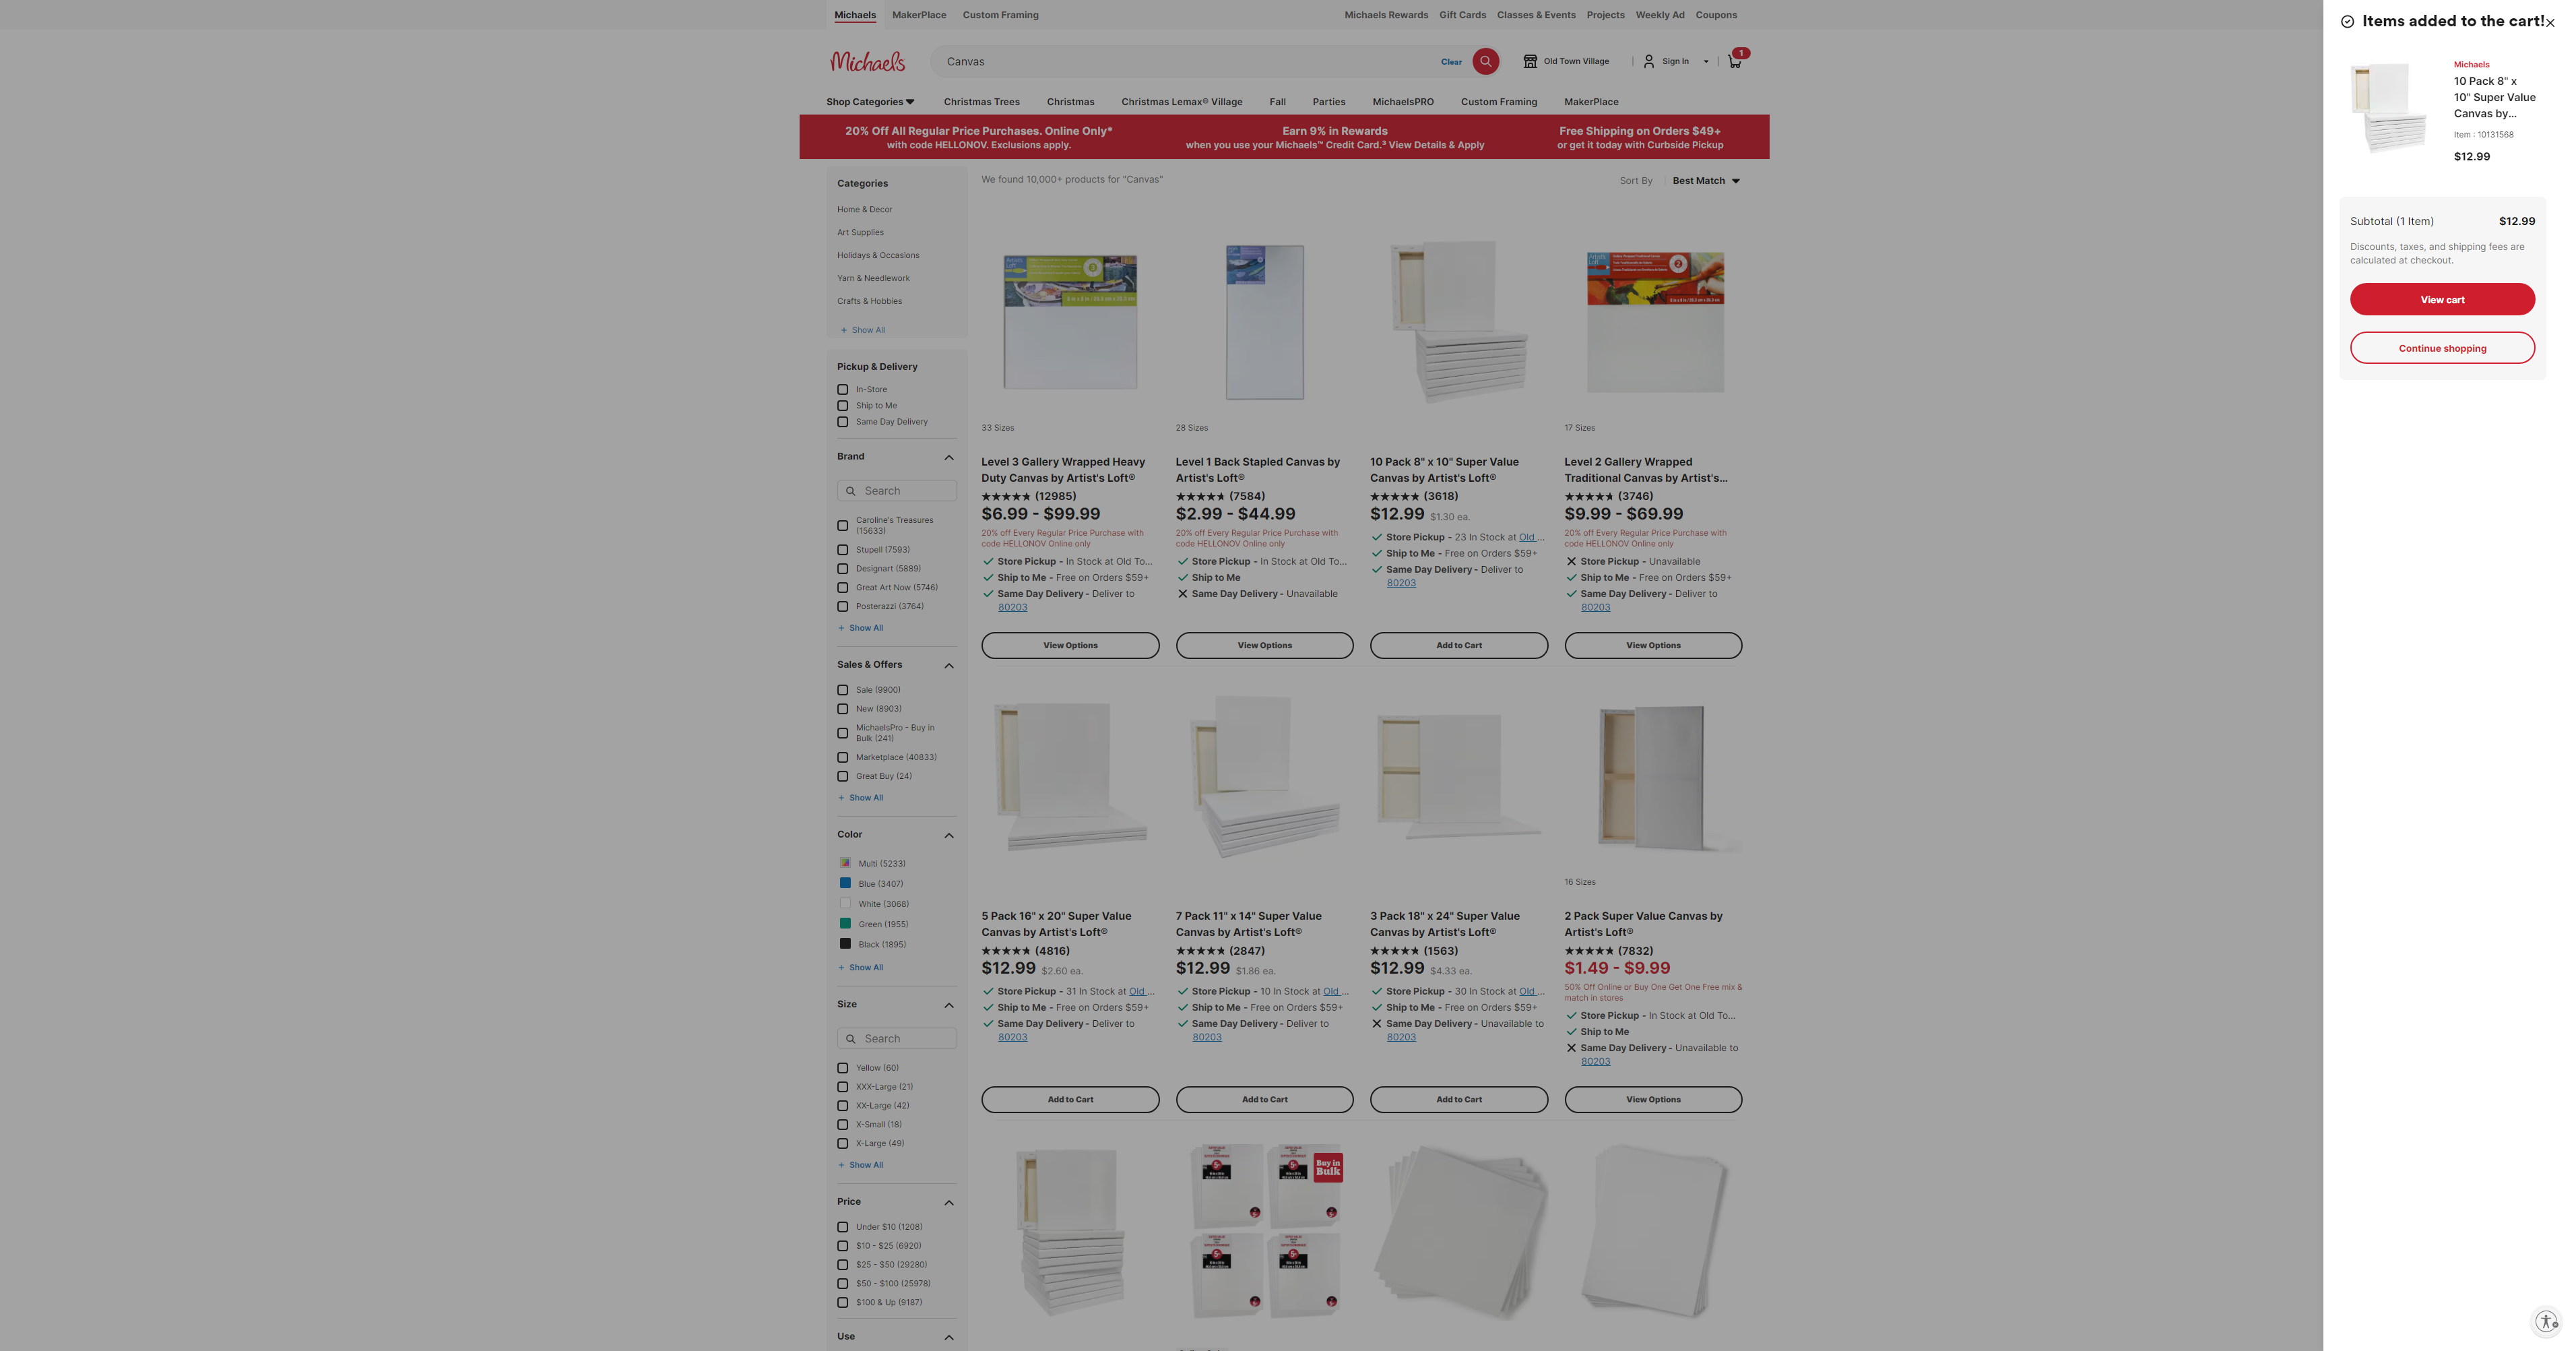 Michaels MakerPlace Custom Framing
Michaels Rewards Gift Cards Classes & Events Projects Weekly Ad Coupons
Michaels
Canvas
Clear
Old Town Village
Sign In
1
Shop Categories Christmas Trees Christmas Christmas Lemax® Village Fall Parties MichaelsPRO Custom Framing MakerPlace
20% Off All Regular Price Purchases. Online Only*
with code HELLONOV. Exclusions apply.
Earn 9% in Rewards
when you use your Michaels™ Credit Card.³ View Details & Apply
Free Shipping on Orders $49+
or get it today with Curbside Pickup
Categories
Home & Decor
Art Supplies
Holidays & Occasions
Yarn & Needlework
Crafts & Hobbies
+ Show All
Pickup & Delivery
In-Store
Ship to Me
Same Day Delivery
Brand
Search
Caroline's Treasures
(15633)
Stupell (7593)
Designart (5889)
Great Art Now (5746)
Posterazzi (3764)
+ Show All
Sales & Offers
Sale (9900)
New (8903)
MichaelsPro - Buy in
Bulk (241)
Marketplace (40833)
Great Buy (24)
+ Show All
Color
Multi (5233)
Blue (3407)
White (3068)
Green (1955)
Black (1895)
+ Show All
Size
Search
Yellow (60)
XXX-Large (21)
XX-Large (42)
X-Small (18)
X-Large (49)
+ Show All
Price
Under $10 (1208)
$10 - $25 (6920)
$25 - $50 (29280)
$50 - $100 (25978)
$100 & Up (9187)
Use
We found 10,000+ products for "Canvas"
Sort By Best Match
33 Sizes
Level 3 Gallery Wrapped Heavy
Duty Canvas by Artist's Loft®
(12985)
$6.99 - $99.99
20% off Every Regular Price Purchase with
code HELLONOV Online only
Store Pickup - In Stock at Old To...
Ship to Me - Free on Orders $59+
Same Day Delivery - Deliver to
80203
View Options
28 Sizes
Level 1 Back Stapled Canvas by
Artist's Loft®
(7584)
$2.99 - $44.99
20% off Every Regular Price Purchase with
code HELLONOV Online only
Store Pickup - In Stock at Old To...
Ship to Me
Same Day Delivery - Unavailable
View Options
10 Pack 8" x 10" Super Value
Canvas by Artist's Loft®
(3618)
$12.99 $1.30 ea.
Store Pickup - 23 In Stock at Old ...
Ship to Me - Free on Orders $59+
Same Day Delivery - Deliver to
80203
Add to Cart
17 Sizes
Level 2 Gallery Wrapped
Traditional Canvas by Artist's...
(3746)
$9.99 - $69.99
20% off Every Regular Price Purchase with
code HELLONOV Online only
Store Pickup - Unavailable
Ship to Me - Free on Orders $59+
Same Day Delivery - Deliver to
80203
View Options
5 Pack 16" x 20" Super Value
Canvas by Artist's Loft®
(4816)
$12.99 $2.60 ea.
Store Pickup - 31 In Stock at Old ...
Ship to Me - Free on Orders $59+
Same Day Delivery - Deliver to
80203
Add to Cart
7 Pack 11" x 14" Super Value
Canvas by Artist's Loft®
(2847)
$12.99 $1.86 ea.
Store Pickup - 10 In Stock at Old ...
Ship to Me - Free on Orders $59+
Same Day Delivery - Deliver to
80203
Add to Cart
3 Pack 18" x 24" Super Value
Canvas by Artist's Loft®
(1563)
$12.99 $4.33 ea.
Store Pickup - 30 In Stock at Old ...
Ship to Me - Free on Orders $59+
Same Day Delivery - Unavailable to
80203
Add to Cart
16 Sizes
2 Pack Super Value Canvas by
Artist's Loft®
(7832)
$1.49 - $9.99
50% Off Online or Buy One Get One Free mix &
match in stores
Store Pickup - In Stock at Old To...
Ship to Me
Same Day Delivery - Unavailable to
80203
View Options
Buy in
Bulk
Items added to the cart!
Michaels
10 Pack 8" x
10" Super Value
Canvas by...
Item : 10131568
$12.99
Subtotal (1 Item) $12.99
Discounts, taxes, and shipping fees are
calculated at checkout.
View cart
Continue shopping